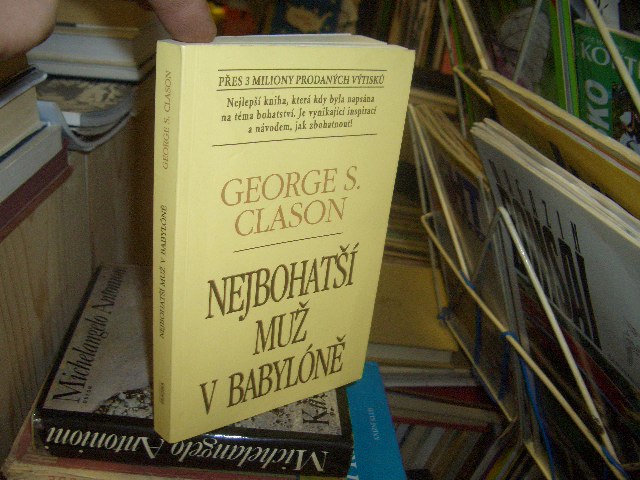 PŘES 3 MILIONY PRODANÝCH VÝTISKŮ
Nejlepší kniha, která kdy byla napsána
na téma bohatství. Je vynikající inspirací
a návodem, jak zbohatnout!
GEORGE S.
CLASON
NEJBOHATŠÍ
MUŽ
V BABYLÓNĚ
NEJBOHATŠÍ MUŽ V BABYLÓNĚ
GEORGE S. CLASON
Michelangelo Antonioni
Michelangelo Antonioni